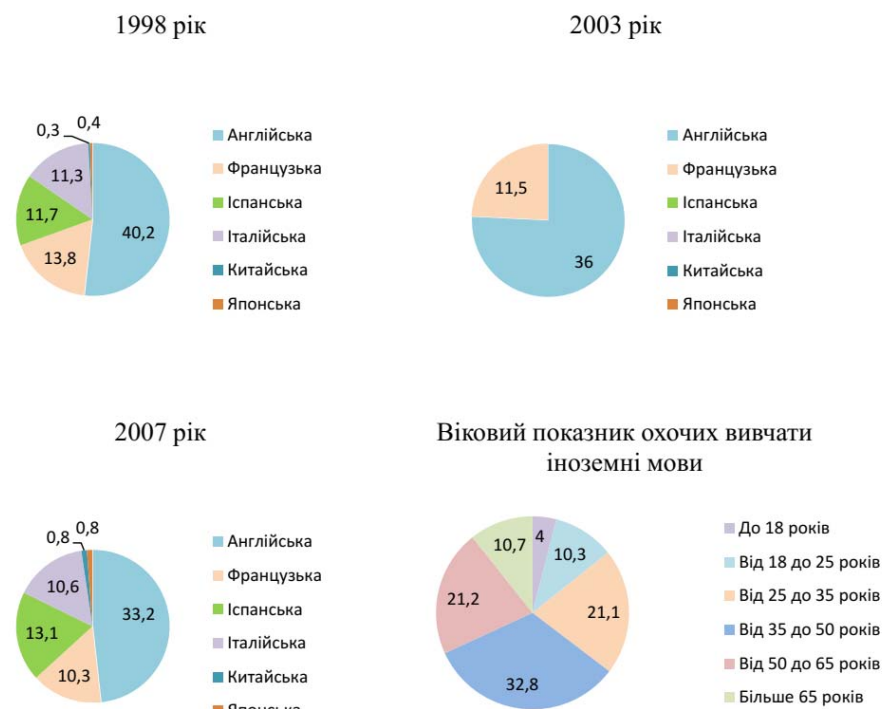 1998 рік
0,3
0,4
11,3
11,7
40,2
13,8
Англійська
Французька
Іспанська
Італійська
Китайська
Японська
2003 рік
11,5
36
Англійська
Французька
Іспанська
Італійська
Китайська
Японська
2007 рік
0,8
0,8
10,6
33,2
13,1
10,3
Англійська
Французька
Іспанська
Італійська
Китайська
Віковий показник охочих вивчати
іноземні мови
4
10,7
10,3
21,2
21,1
32,8
До 18 років
Від 18 до 25 років
Від 25 до 35 років
Від 35 до 50 років
Від 50 до 65 років
Більше 65 років